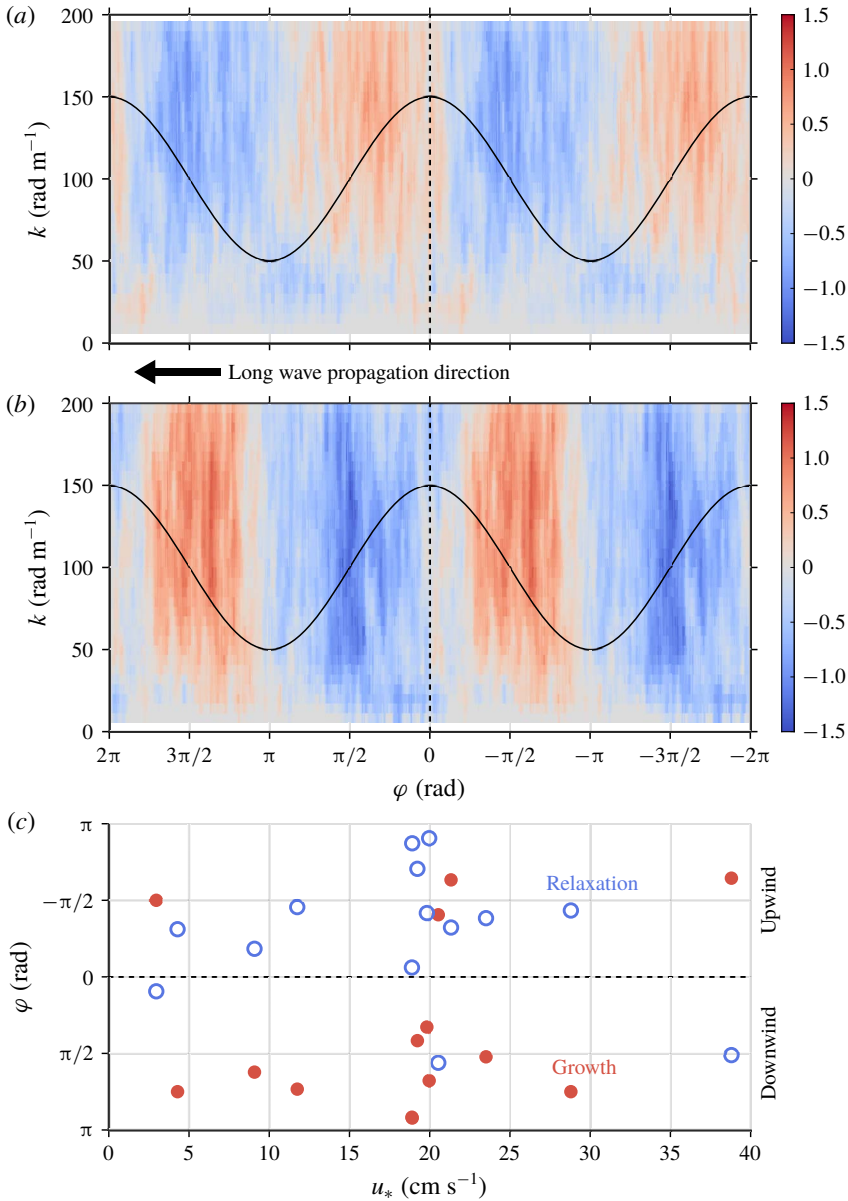 (a)
200
150
100
50
0
k (rad m−1)
1.5
1.0
0.5
0
−0.5
−1.0
−1.5
Long wave propagation direction
(b)
200
150
100
50
0
k (rad m−1)
1.5
1.0
0.5
0
−0.5
−1.0
−1.5
2π 3π/2 π π/2 0 −π/2 −π −3π/2 −2π
φ (rad)
(c)
π
−π/2
0
π/2
π
φ (rad)
Relaxation
Growth
Upwind
Downwind
0 5 10 15 20 25 30 35 40
u* (cm s−1)